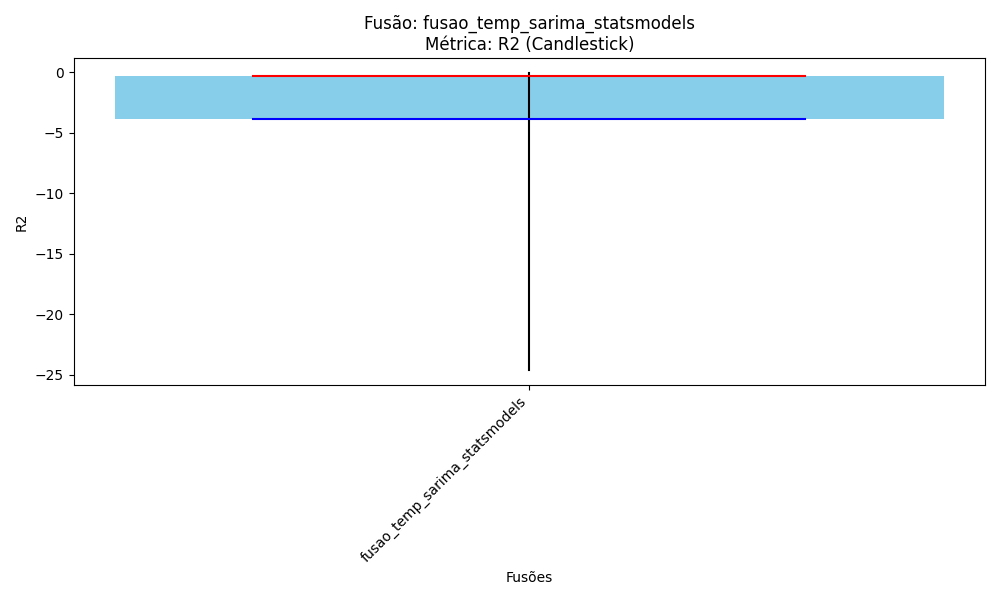 Fusão: fusao_temp_sarima_statsmodels
Métrica: R2 (Candlestick)
0
−5
−10
−15
−20
−25
R2
fusao_temp_sarima_statsmodels
Fusões